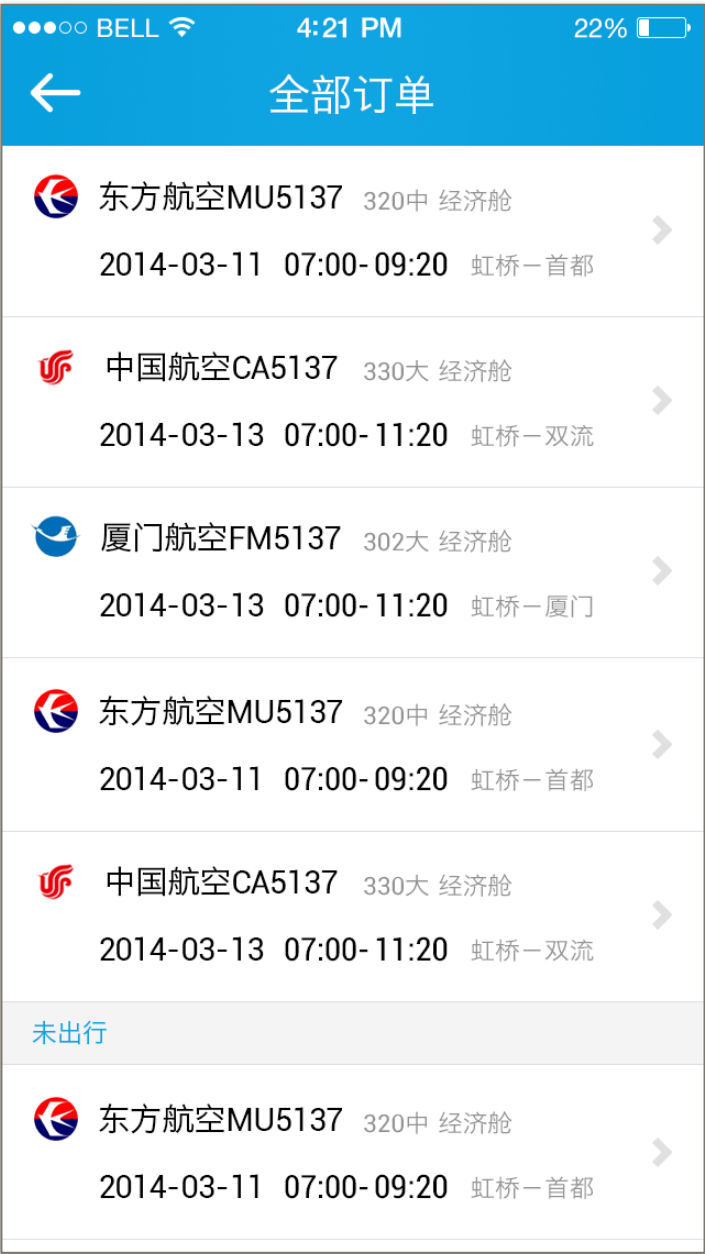 BELL 4:21 PM 22%
全部订单
东方航空MU5137 320中 经济舱
2014-03-11 07:00-09:20 虹桥－首都
中国航空CA5137 330大 经济舱
2014-03-13 07:00-11:20 虹桥－双流
厦门航空FM5137 302大 经济舱
2014-03-13 07:00-11:20 虹桥－厦门
东方航空MU5137 320中 经济舱
2014-03-11 07:00-09:20 虹桥－首都
中国航空CA5137 330大 经济舱
2014-03-13 07:00-11:20 虹桥－双流
未出行
东方航空MU5137 320中 经济舱
2014-03-11 07:00-09:20 虹桥－首都